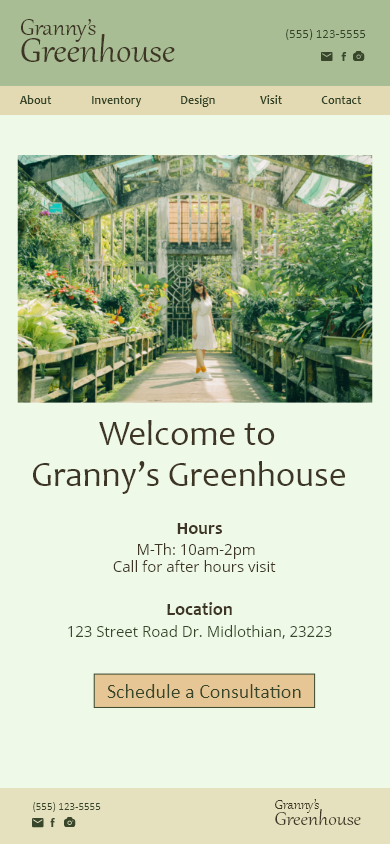 Granny's
Greenhouse
(555) 123-5555
About Inventory Design Visit Contact
Welcome to
Granny's Greenhouse
Hours
M-Th: 10am-2pm
Call for after hours visit
Location
123 Street Road Dr. Midlothian, 23223
Schedule a Consultation
(555) 123-5555
Granny's
Greenhouse